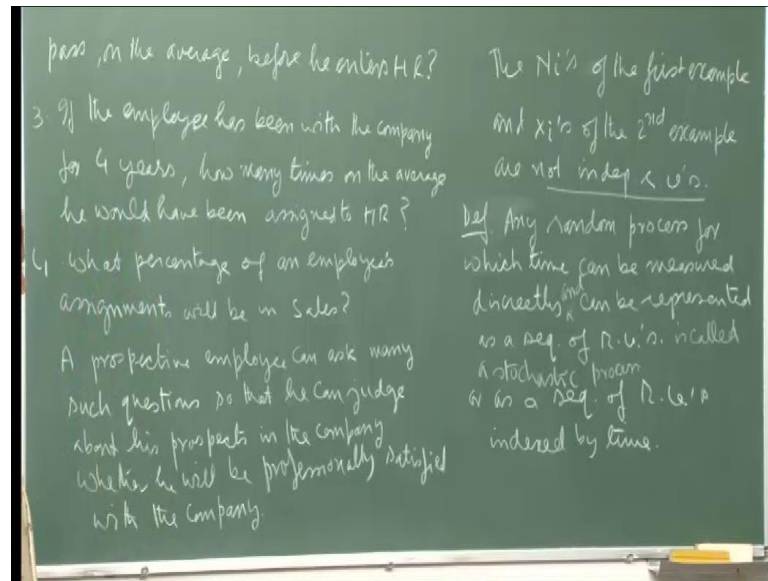 pass, on the average, before he enters HR?
3. If the employee has been with the company
for 4 years, how many times on the average
he would have been assigned to HR?
4. What percentage of an employee's
assignments will be in Sales?
A prospective employee can ask many
such questions so that he can judge
about his prospects in the company
whether he will be professionally satisfied
with the company.
The Ni's of the first example
and Xi's of the 2nd example
are not indep r.v's.
Def. Any random process for
which time can be measured
discretely and can be represented
as a seq. of R.v.'s. is called
a stochastic process
or as a seq. of R.v.'s
indexed by time.